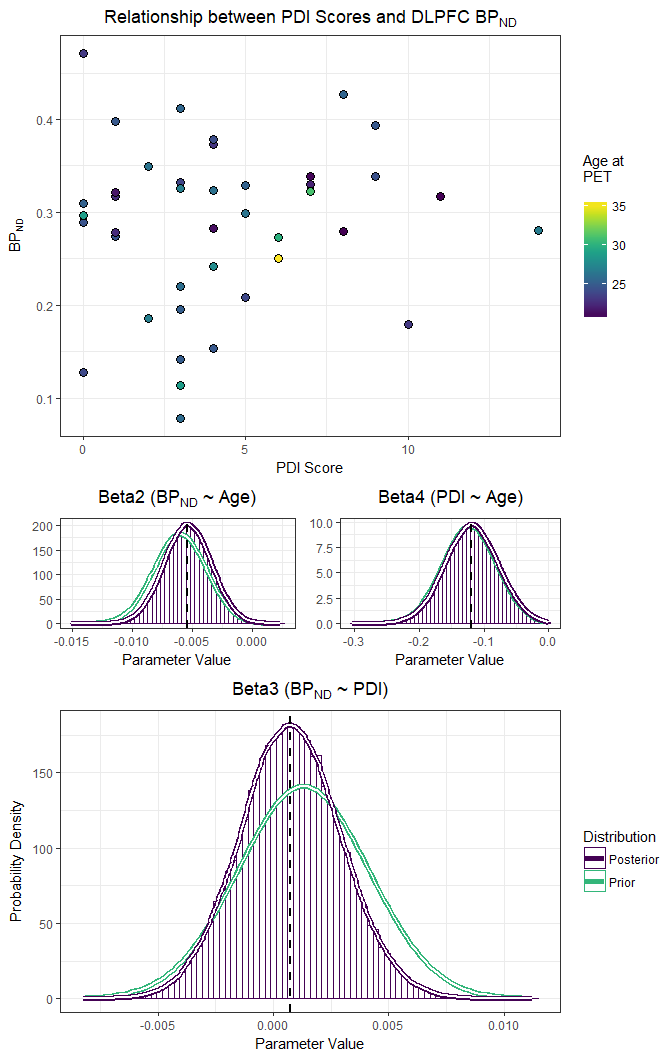 Relationship between PDI Scores and DLPFC BP_ND
0.4
0.3
0.2
0.1
BP_ND
0
5
10
PDI Score
Age at
PET
35
30
25
Beta2 (BP_ND ~ Age)
200
150
100
50
0
-0.015
-0.010
-0.005
0.000
Parameter Value
Beta4 (PDI ~ Age)
10.0
7.5
5.0
2.5
0.0
-0.3
-0.2
-0.1
0.0
Parameter Value
Beta3 (BP_ND ~ PDI)
Probability Density
150
100
50
0
-0.005
0.000
0.005
0.010
Parameter Value
Distribution
Posterior
Prior